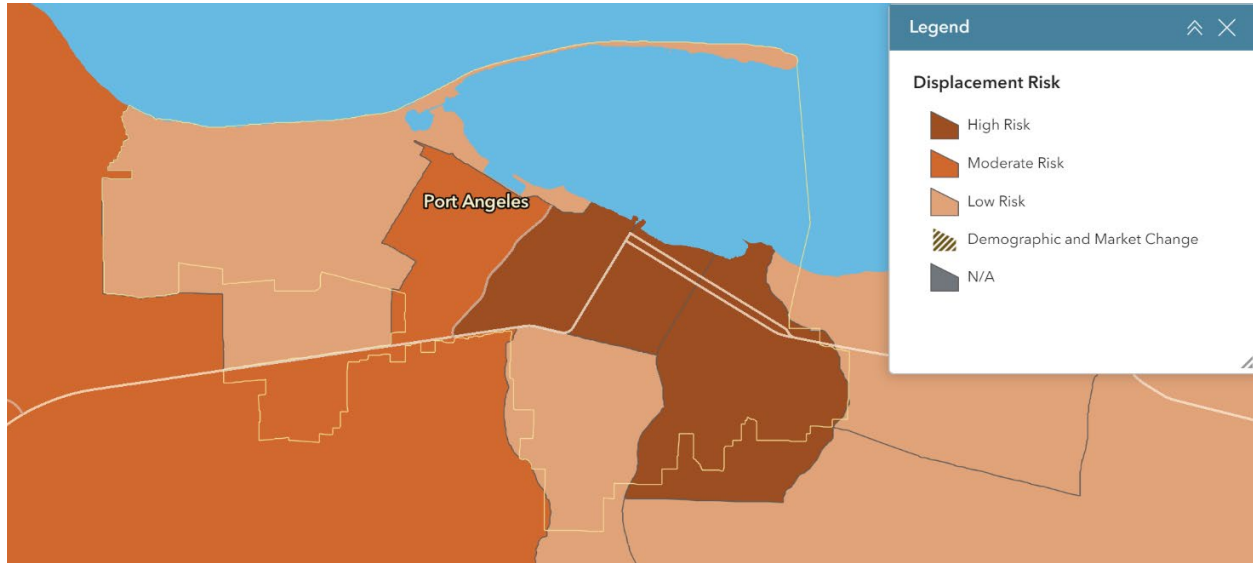 Legend
Displacement Risk
High Risk
Moderate Risk
Low Risk
Demographic and Market Change
N/A
Port Angeles